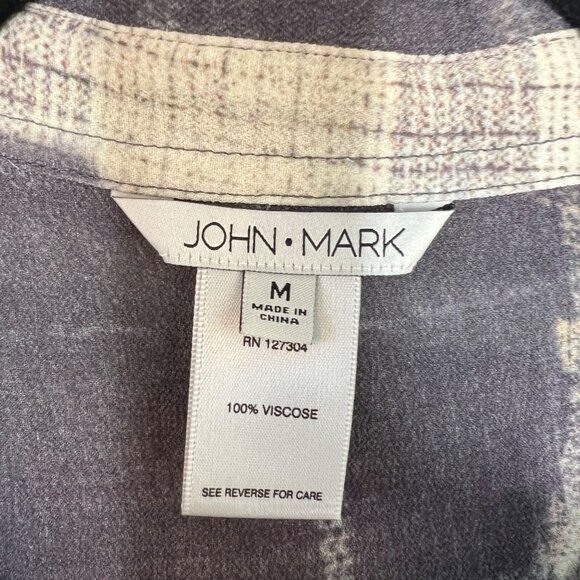 JOHN • MARK
M
MADE IN
CHINA
RN 127304
100% VISCOSE
SEE REVERSE FOR CARE